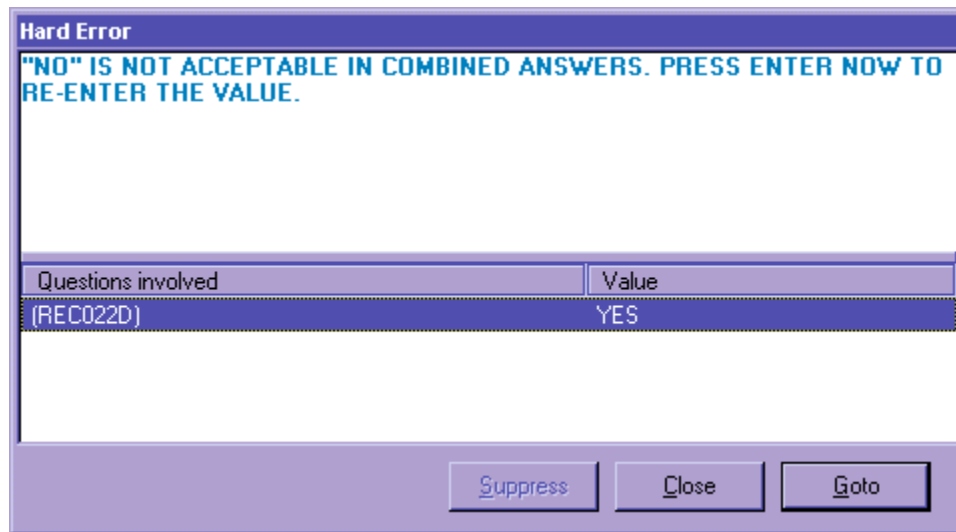 Hard Error
"NO" IS NOT ACCEPTABLE IN COMBINED ANSWERS. PRESS ENTER NOW TO
RE-ENTER THE VALUE.
Questions involved Value
(REC022D) YES
Suppress Close Goto